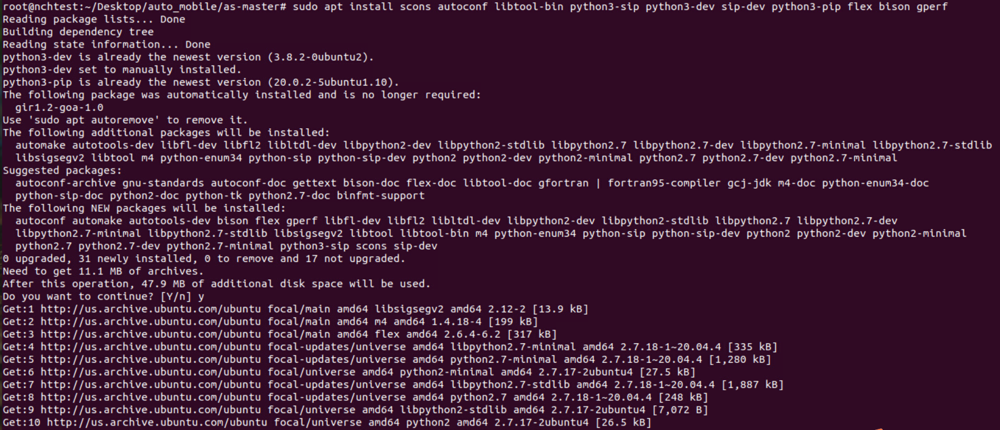 root@nchtest:~/Desktop/auto_mobile/as-master# sudo apt install scons autoconf libtool-bin python3-sip python3-dev sip-dev python3-pip flex bison gperf
Reading package lists... Done
Building dependency tree
Reading state information... Done
python3-dev is already the newest version (3.8.2-0ubuntu2).
python3-dev set to manually installed.
python3-pip is already the newest version (20.0.2-5ubuntu1.10).
The following package was automatically installed and is no longer required:
  gir1.2-goa-1.0
Use 'sudo apt autoremove' to remove it.
The following additional packages will be installed:
  automake autotools-dev libfl-dev libfl2 libltdl-dev libpython2-dev libpython2-stdlib libpython2.7 libpython2.7-dev libpython2.7-minimal libpython2.7-stdlib
  libsigsegv2 libtool m4 python-enum34 python-sip python-sip-dev python2 python2-dev python2-minimal python2.7 python2.7-dev python2.7-minimal
Suggested packages:
  autoconf-archive gnu-standards autoconf-doc gettext bison-doc flex-doc libtool-doc gfortran | fortran95-compiler gcj-jdk m4-doc python-enum34-doc
  python-sip-doc python2-doc python-tk python2.7-doc binfmt-support
The following NEW packages will be installed:
  autoconf automake autotools-dev bison flex gperf libfl-dev libfl2 libltdl-dev libpython2-dev libpython2-stdlib libpython2.7 libpython2.7-dev
  libpython2.7-minimal libpython2.7-stdlib libsigsegv2 libtool libtool-bin m4 python-enum34 python-sip python-sip-dev python2 python2-dev python2-minimal
  python2.7 python2.7-dev python2.7-minimal python3-sip scons sip-dev
0 upgraded, 31 newly installed, 0 to remove and 17 not upgraded.
Need to get 11.1 MB of archives.
After this operation, 47.9 MB of additional disk space will be used.
Do you want to continue? [Y/n] y
Get:1 http://us.archive.ubuntu.com/ubuntu focal/main amd64 libsigsegv2 amd64 2.12-2 [13.9 kB]
Get:2 http://us.archive.ubuntu.com/ubuntu focal/main amd64 m4 amd64 1.4.18-4 [199 kB]
Get:3 http://us.archive.ubuntu.com/ubuntu focal/main amd64 flex amd64 2.6.4-6.2 [317 kB]
Get:4 http://us.archive.ubuntu.com/ubuntu focal-updates/universe amd64 libpython2.7-minimal amd64 2.7.18-1~20.04.4 [335 kB]
Get:5 http://us.archive.ubuntu.com/ubuntu focal-updates/universe amd64 python2.7-minimal amd64 2.7.18-1~20.04.4 [1,280 kB]
Get:6 http://us.archive.ubuntu.com/ubuntu focal/universe amd64 python2-minimal amd64 2.7.17-2ubuntu4 [27.5 kB]
Get:7 http://us.archive.ubuntu.com/ubuntu focal-updates/universe amd64 libpython2.7-stdlib amd64 2.7.18-1~20.04.4 [1,887 kB]
Get:8 http://us.archive.ubuntu.com/ubuntu focal-updates/universe amd64 python2.7 amd64 2.7.18-1~20.04.4 [248 kB]
Get:9 http://us.archive.ubuntu.com/ubuntu focal/universe amd64 libpython2-stdlib amd64 2.7.17-2ubuntu4 [7,072 B]
Get:10 http://us.archive.ubuntu.com/ubuntu focal/universe amd64 python2 amd64 2.7.17-2ubuntu4 [26.5 kB]